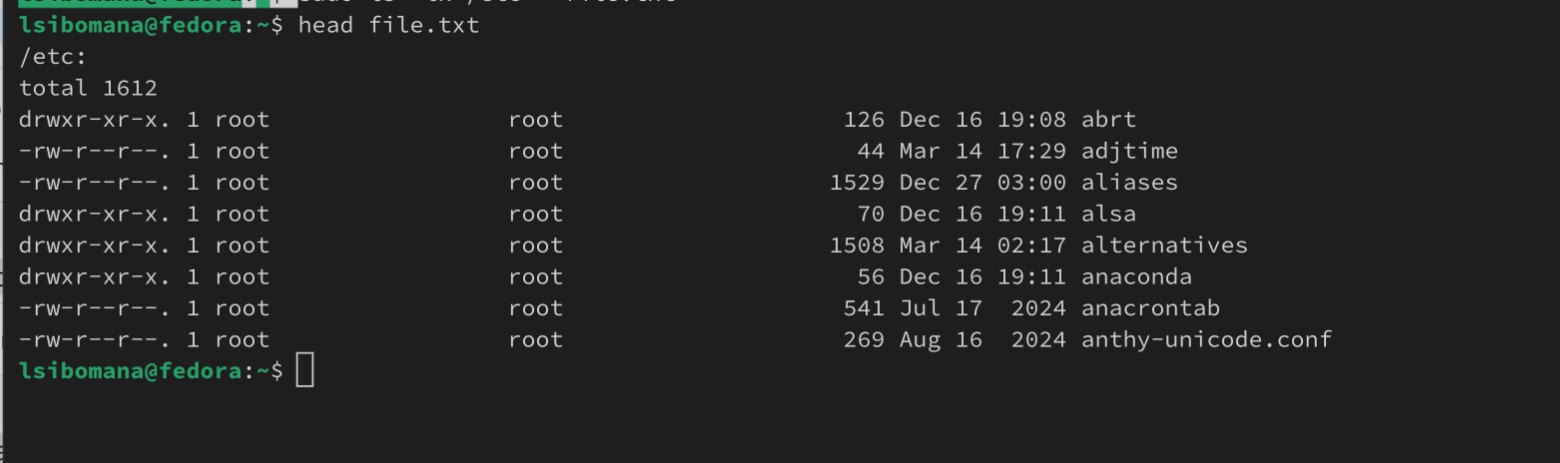 lsibomana@fedora:~$ head file.txt
/etc:
total 1612
drwxr-xr-x. 1 root                 root                    126 Dec 16 19:08 abrt
-rw-r--r--. 1 root                 root                     44 Mar 14 17:29 adjtime
-rw-r--r--. 1 root                 root                   1529 Dec 27 03:00 aliases
drwxr-xr-x. 1 root                 root                     70 Dec 16 19:11 alsa
drwxr-xr-x. 1 root                 root                   1508 Mar 14 02:17 alternatives
drwxr-xr-x. 1 root                 root                     56 Dec 16 19:11 anaconda
-rw-r--r--. 1 root                 root                    541 Jul 17  2024 anacrontab
-rw-r--r--. 1 root                 root                    269 Aug 16  2024 anthy-unicode.conf
lsibomana@fedora:~$